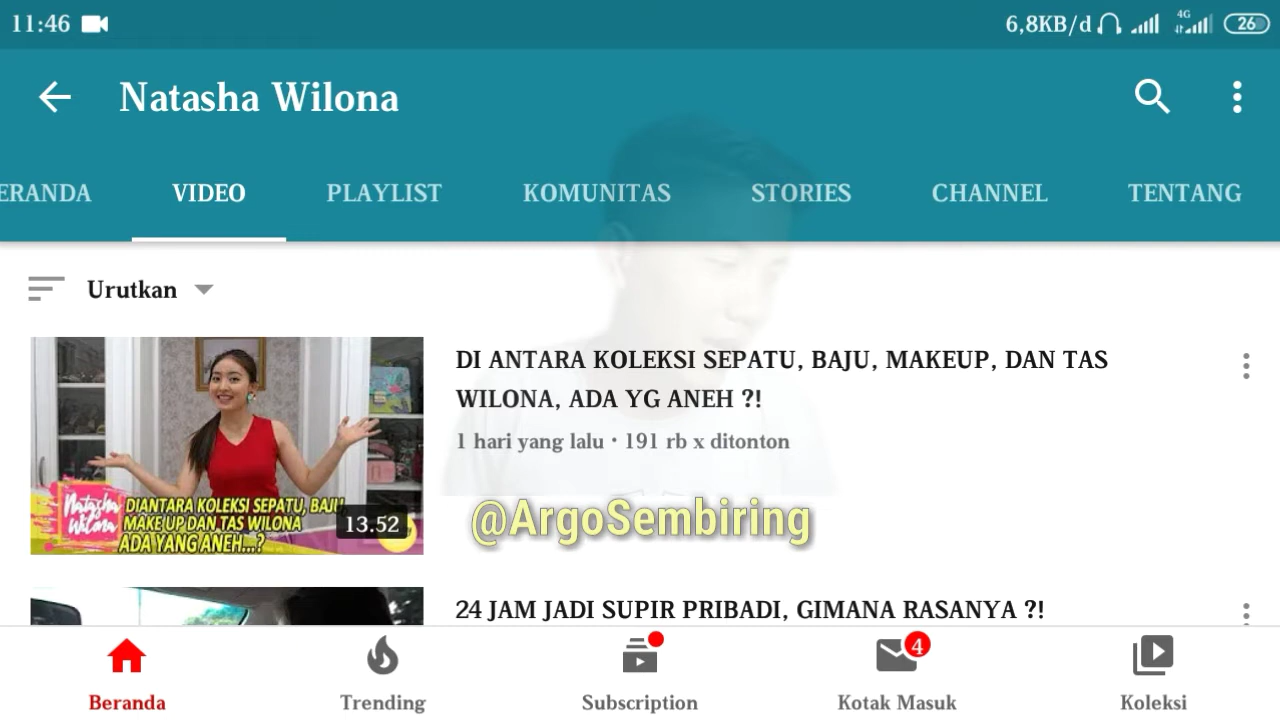 11:46 6,8KB/d 4G 26
Natasha Wilona
ERANDA VIDEO PLAYLIST KOMUNITAS STORIES CHANNEL TENTANG
Urutkan
DI ANTARA KOLEKSI SEPATU, BAJU, MAKEUP, DAN TAS
WILONA, ADA YG ANEH ?!
1 hari yang lalu · 191 rb x ditonton
Natasha
Wilona
DIANTARA KOLEKSI SEPATU, BAJU
MAKE UP DAN TAS WILONA
ADA YANG ANEH...?
13.52
@ArgoSembiring
24 JAM JADI SUPIR PRIBADI, GIMANA RASANYA ?!
4
Beranda Trending Subscription Kotak Masuk Koleksi